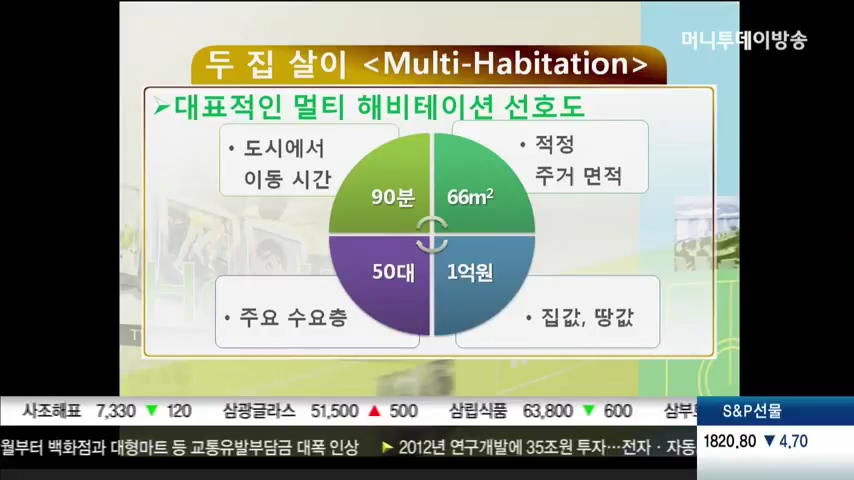 머니투데이방송
두 집 살이 <Multi-Habitation>
➢대표적인 멀티 해비테이션 선호도
• 도시에서
이동 시간
• 적정
주거 면적
90분
66m²
50대
1억원
• 주요 수요층
• 집값, 땅값
사조해표 7,330 ▼ 120 삼광글라스 51,500 ▲ 500 삼립식품 63,800 ▼ 600 삼부
S&P선물
1820.80 ▼4.70
월부터 백화점과 대형마트 등 교통유발부담금 대폭 인상 ▶ 2012년 연구개발에 35조원 투자…전자·자동